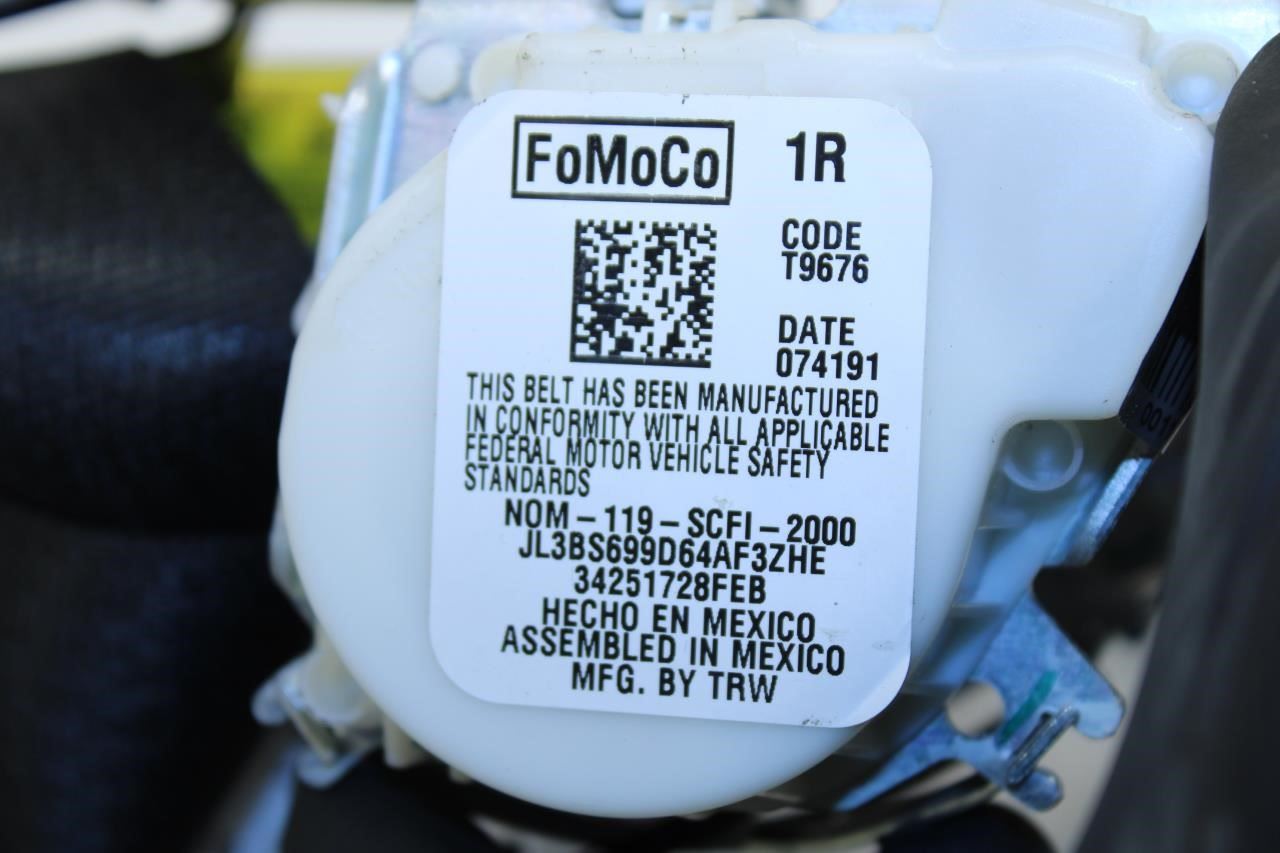 FoMoCo 1R
CODE
T9676
DATE
074191
THIS BELT HAS BEEN MANUFACTURED
IN CONFORMITY WITH ALL APPLICABLE
FEDERAL MOTOR VEHICLE SAFETY
STANDARDS
NOM-119-SCFI-2000
JL3BS699D64AF3ZHE
34251728FEB
HECHO EN MEXICO
ASSEMBLED IN MEXICO
MFG. BY TRW